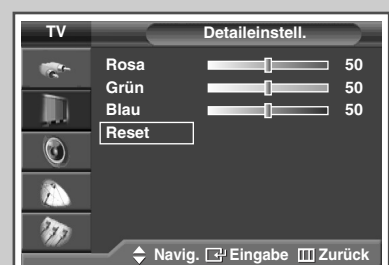 TV Detaileinstell.
Rosa 50
Grün 50
Blau 50
Reset
Navig. Eingabe Zurück